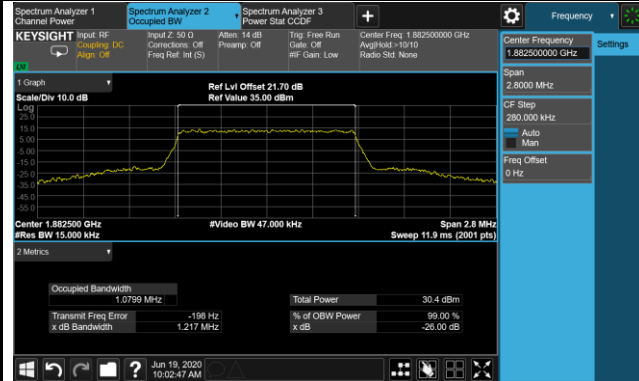 Spectrum Analyzer 1
Channel Power
Spectrum Analyzer 2
Occupied BW
Spectrum Analyzer 3
Power Stat CCDF
Frequency
KEYSIGHT
Input: RF
Coupling: DC
Align: Off
Input Z: 50 Ω
Corrections: Off
Freq Ref: Int (S)
Atten: 14 dB
Preamp: Off
Trig: Free Run
Gate: Off
#IF Gain: Low
Center Freq: 1.882500000 GHz
Avg|Hold:>10/10
Radio Std: None
Center Frequency
1.882500000 GHz
Settings
Span
2.8000 MHz
CF Step
280.000 kHz
Auto
Man
Freq Offset
0 Hz
1 Graph
Scale/Div 10.0 dB
Ref Lvl Offset 21.70 dB
Ref Value 35.00 dBm
Log
25.0
15.0
5.00
-5.00
-15.0
-25.0
-35.0
-45.0
-55.0
Center 1.882500 GHz
#Res BW 15.000 kHz
#Video BW 47.000 kHz
Span 2.8 MHz
Sweep 11.9 ms (2001 pts)
2 Metrics
Occupied Bandwidth
1.0799 MHz
Total Power 30.4 dBm
Transmit Freq Error -198 Hz
% of OBW Power 99.00 %
x dB Bandwidth 1.217 MHz
x dB -26.00 dB
Jun 19, 2020
10:02:47 AM